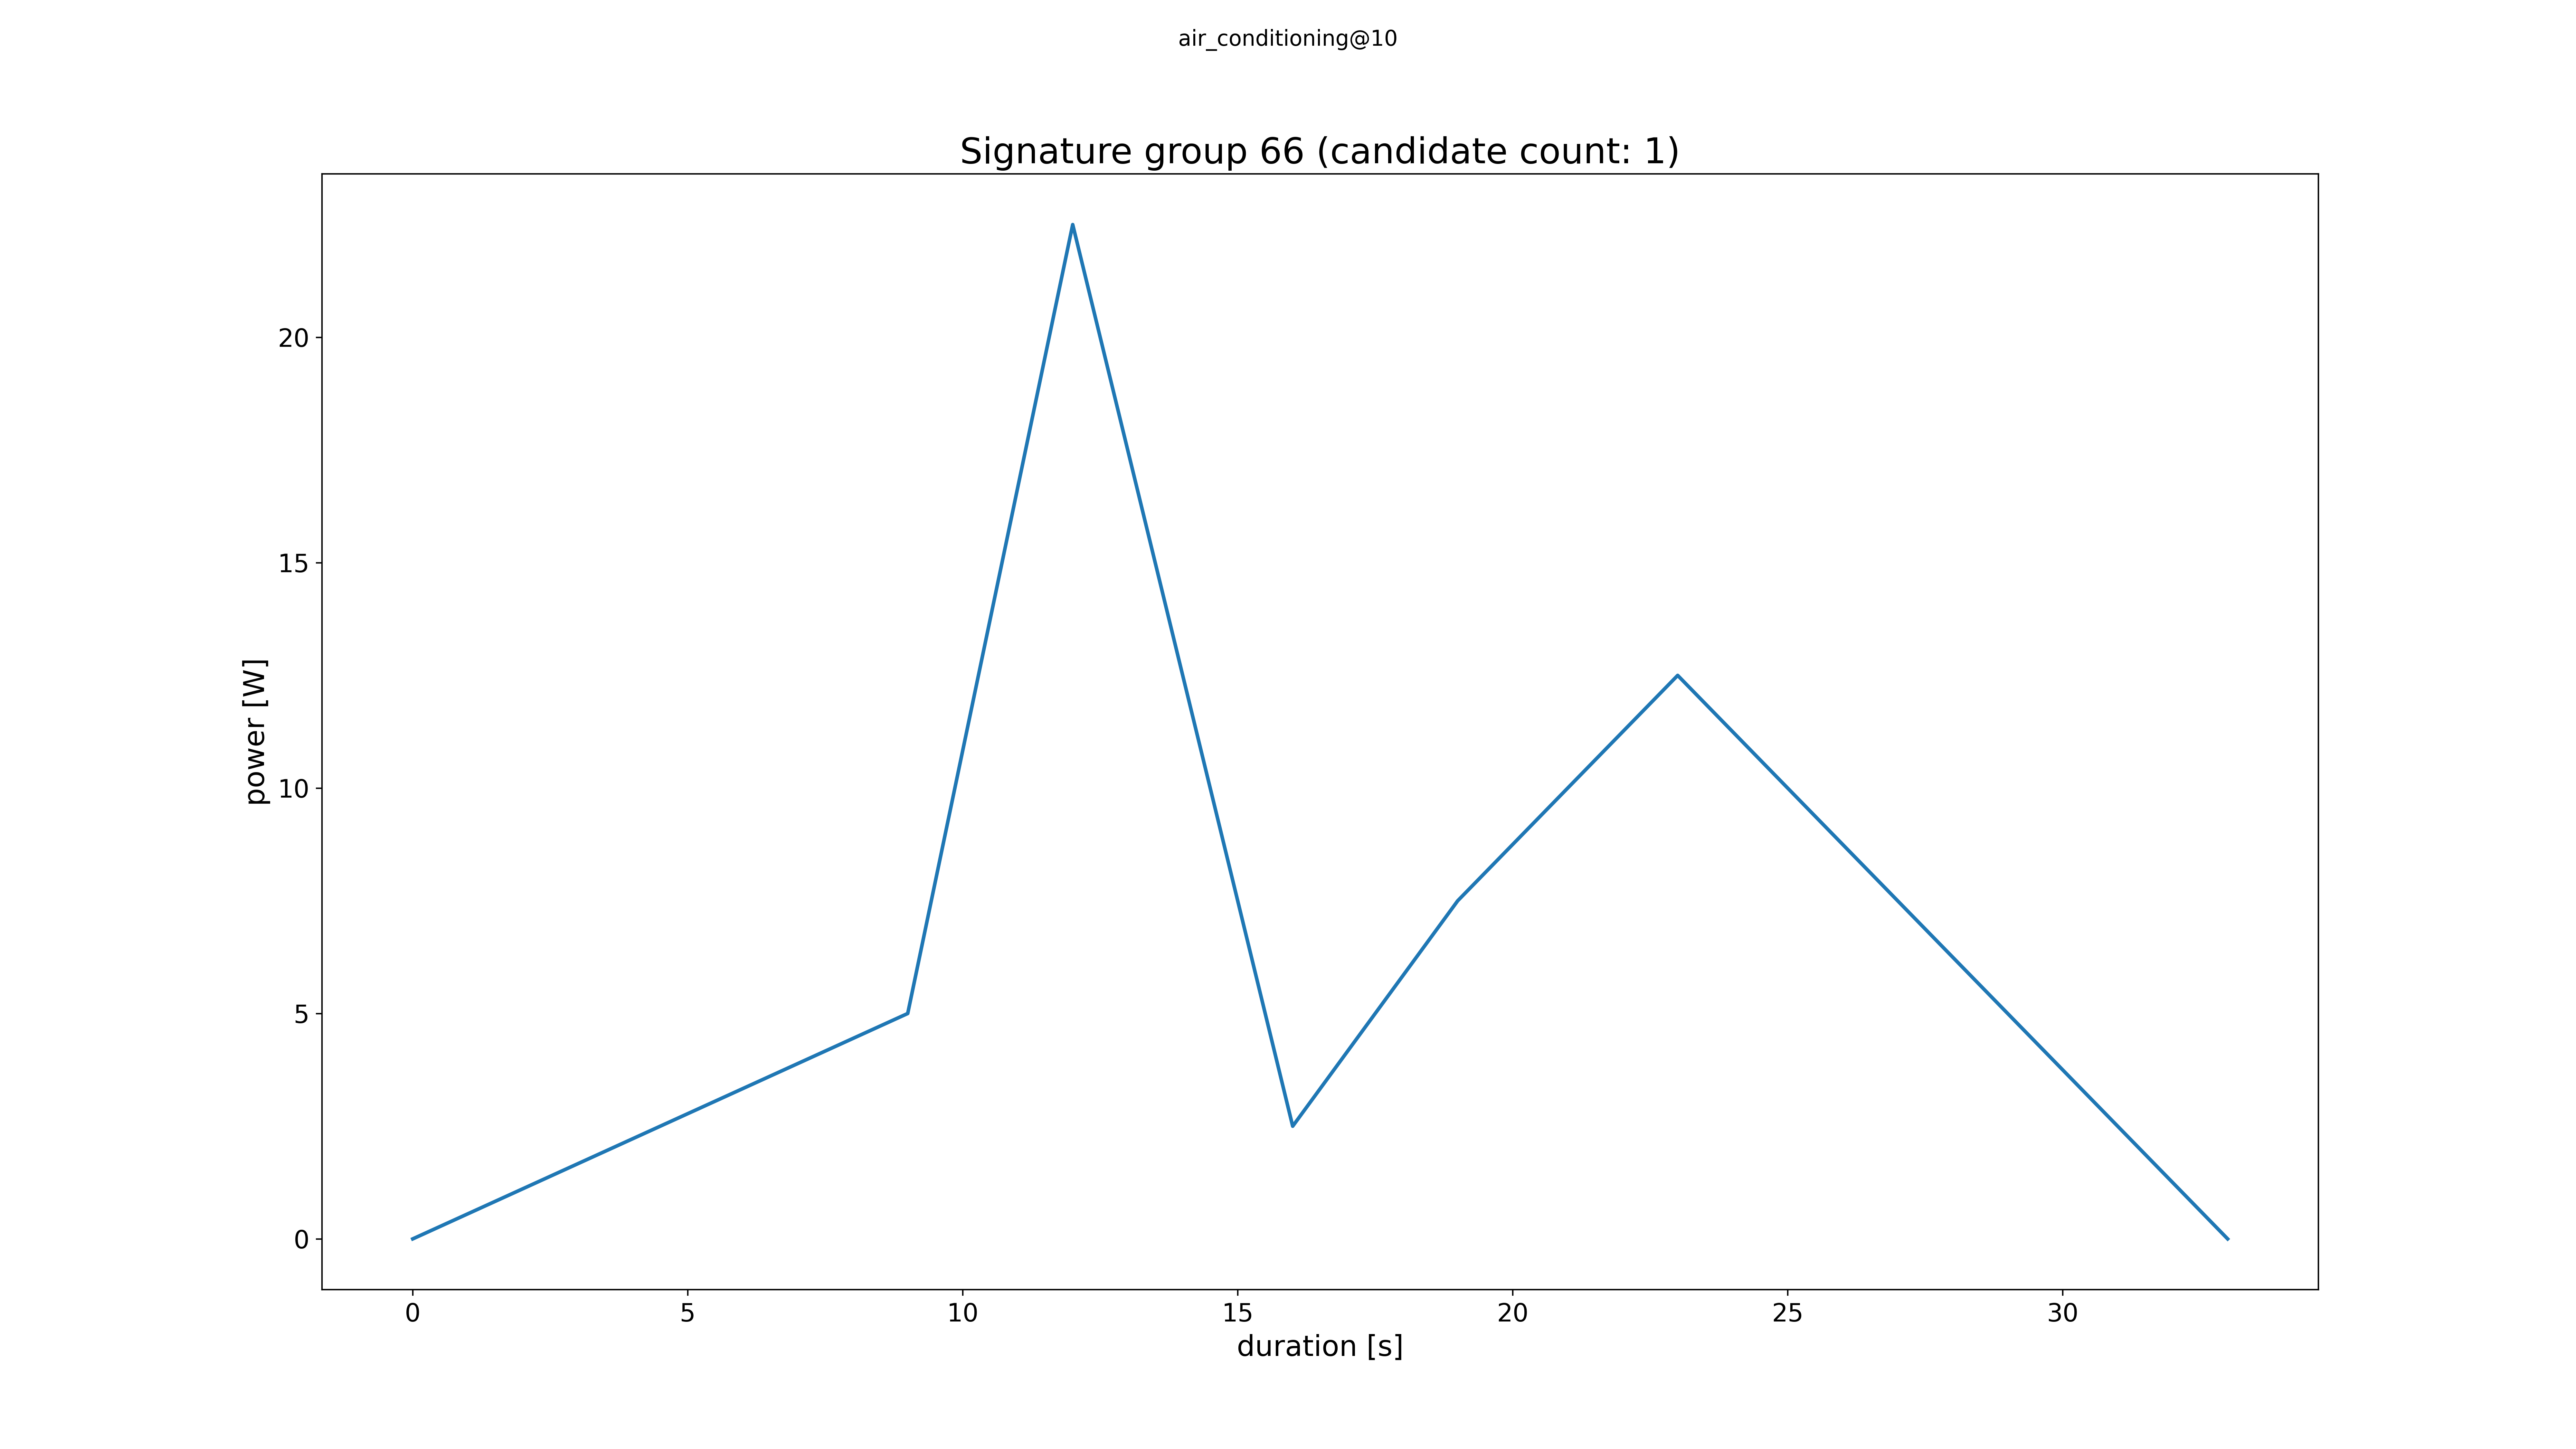 air_conditioning@10
Signature group 66 (candidate count: 1)
power [W]
20
15
10
5
0
0 5 10 15 20 25 30
duration [s]